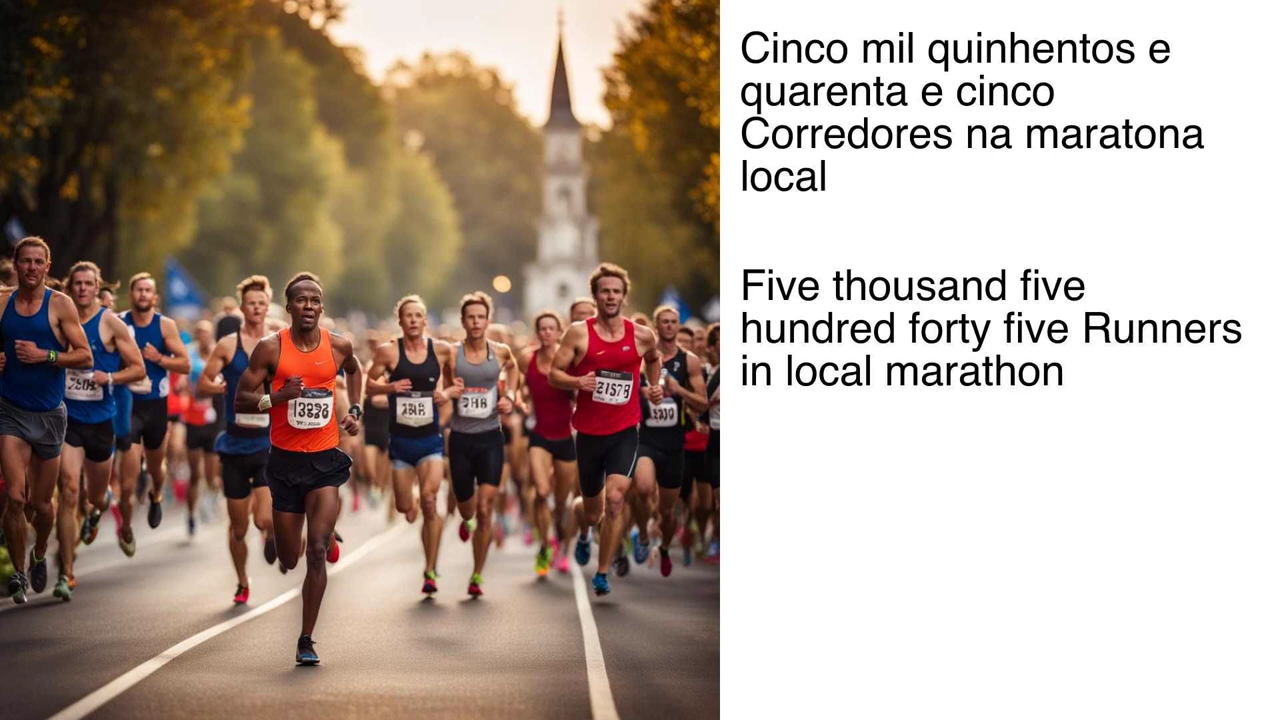 Cinco mil quinhentos e
quarenta e cinco
Corredores na maratona
local
Five thousand five
hundred forty five Runners
in local marathon